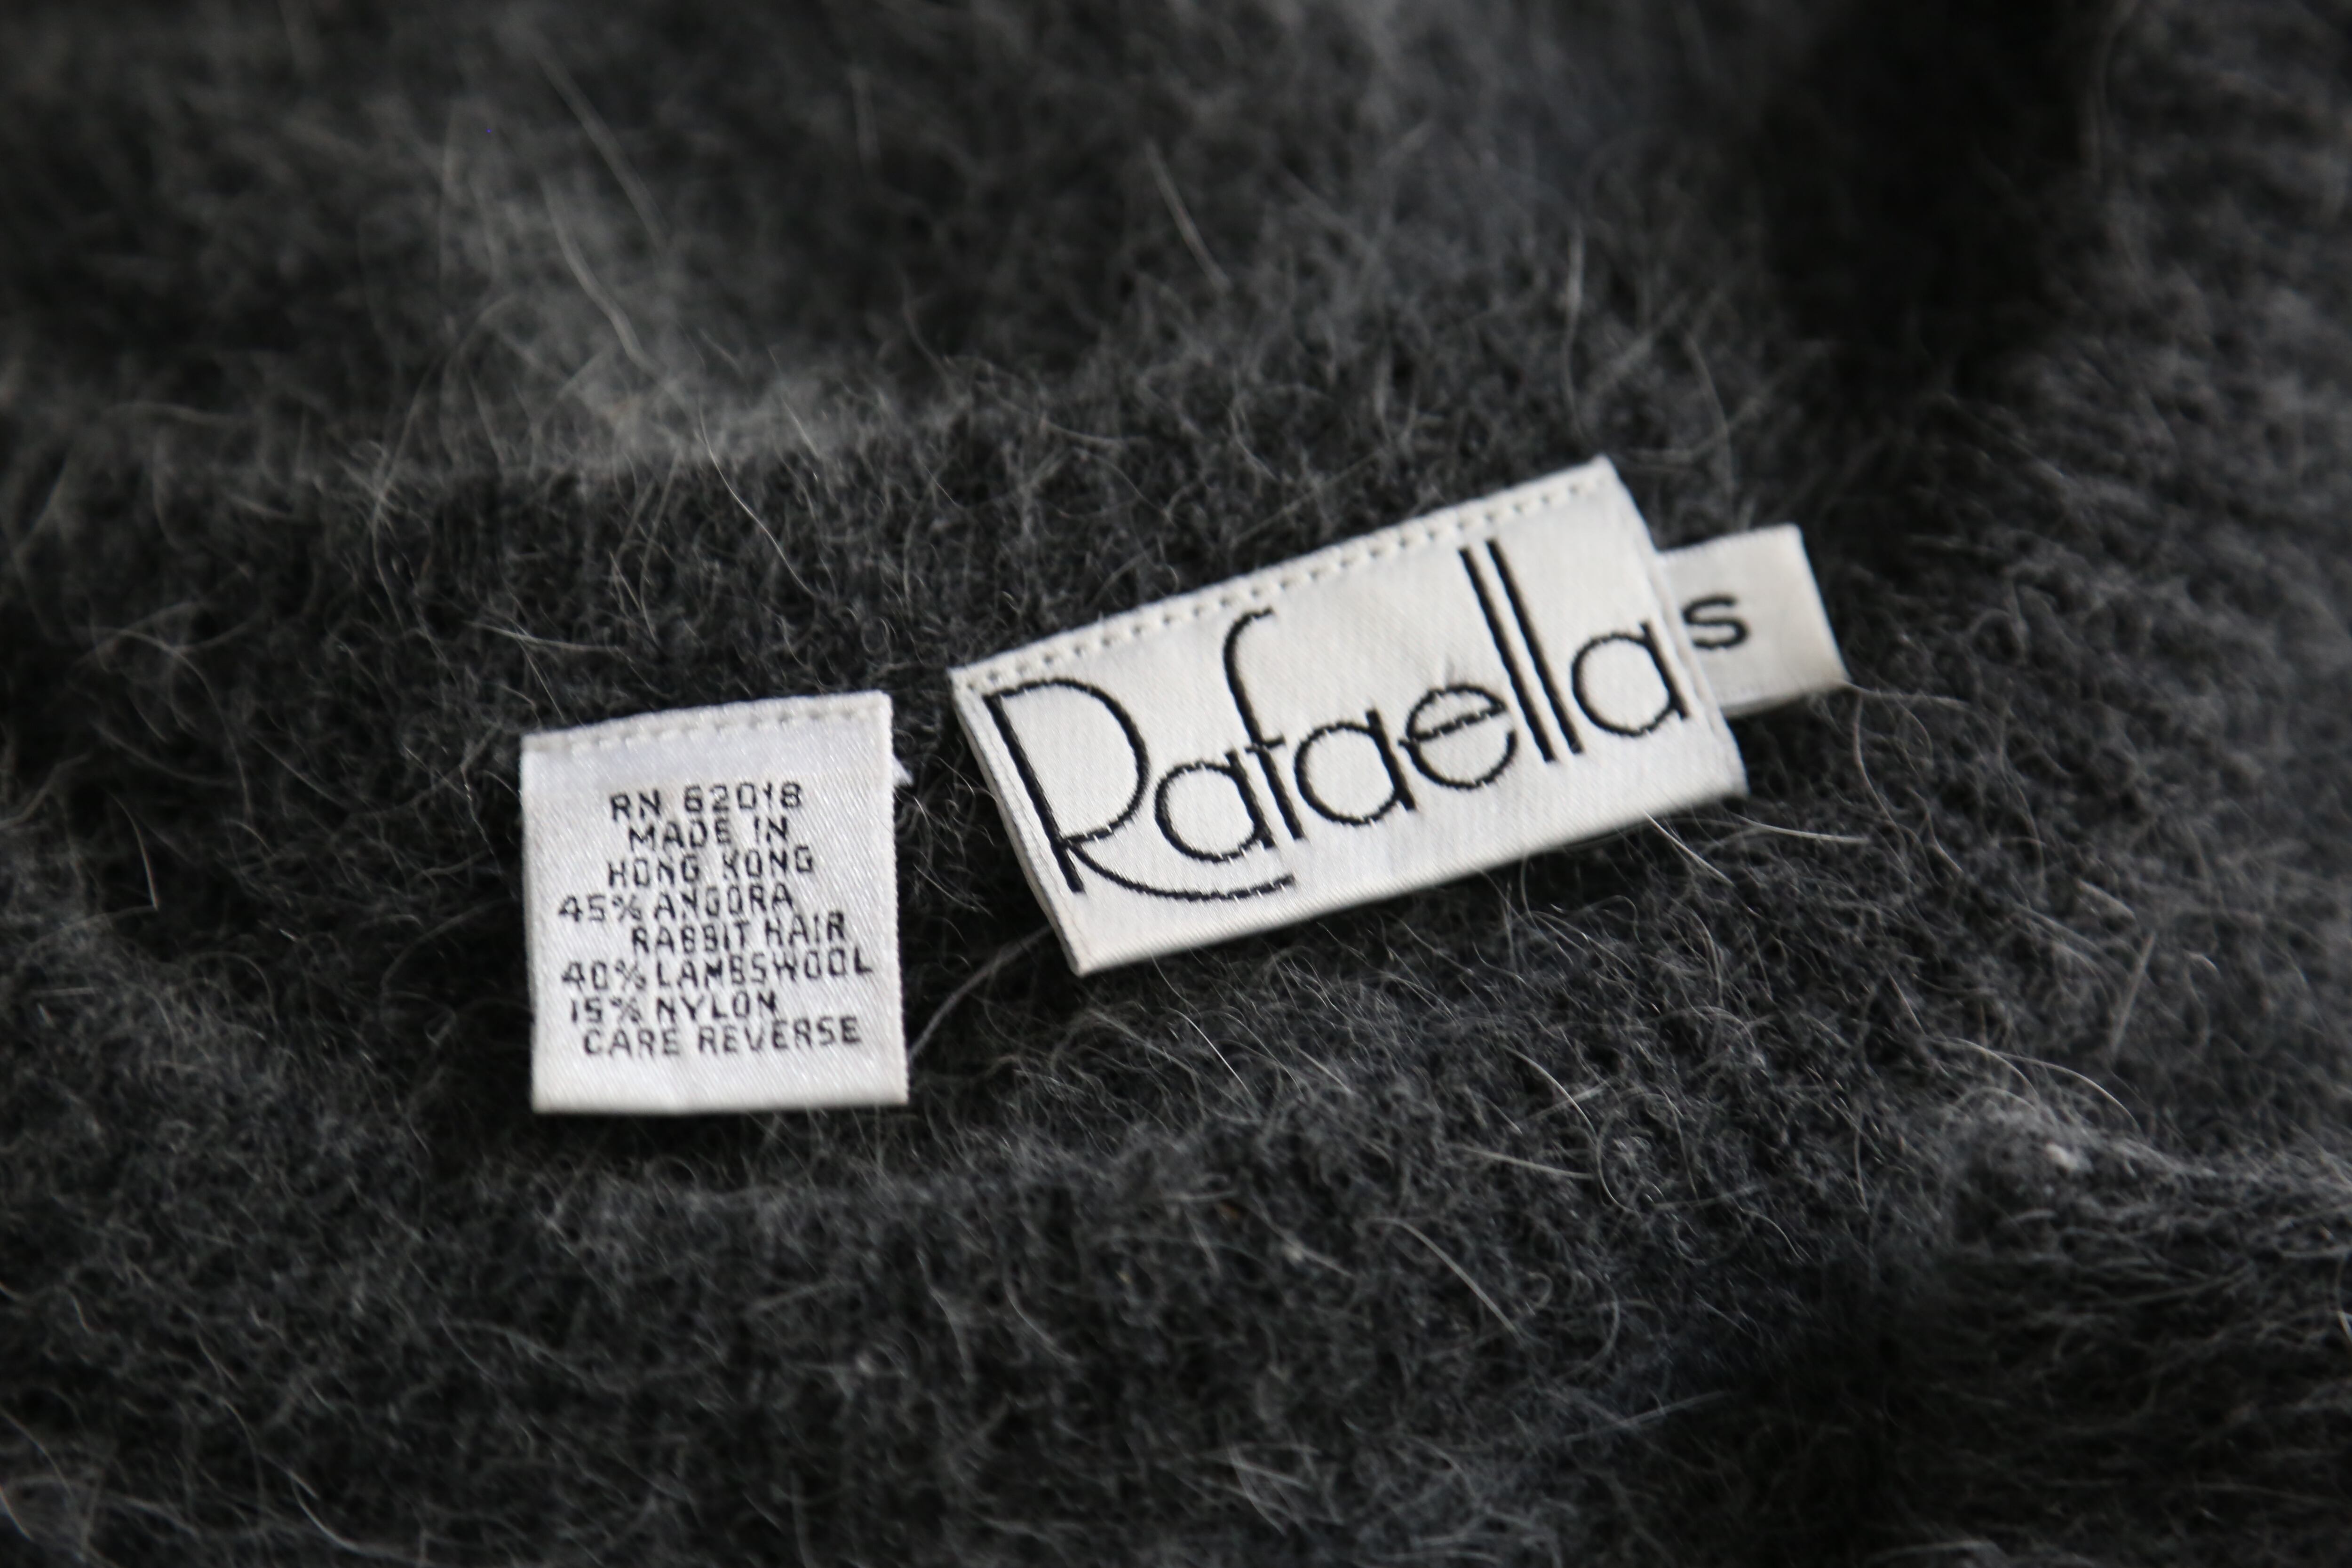 RN 62018
MADE IN
HONG KONG
45% ANGORA
RABBIT HAIR
40% LAMBSWOOL
15% NYLON
CARE REVERSE
Rafaella
S